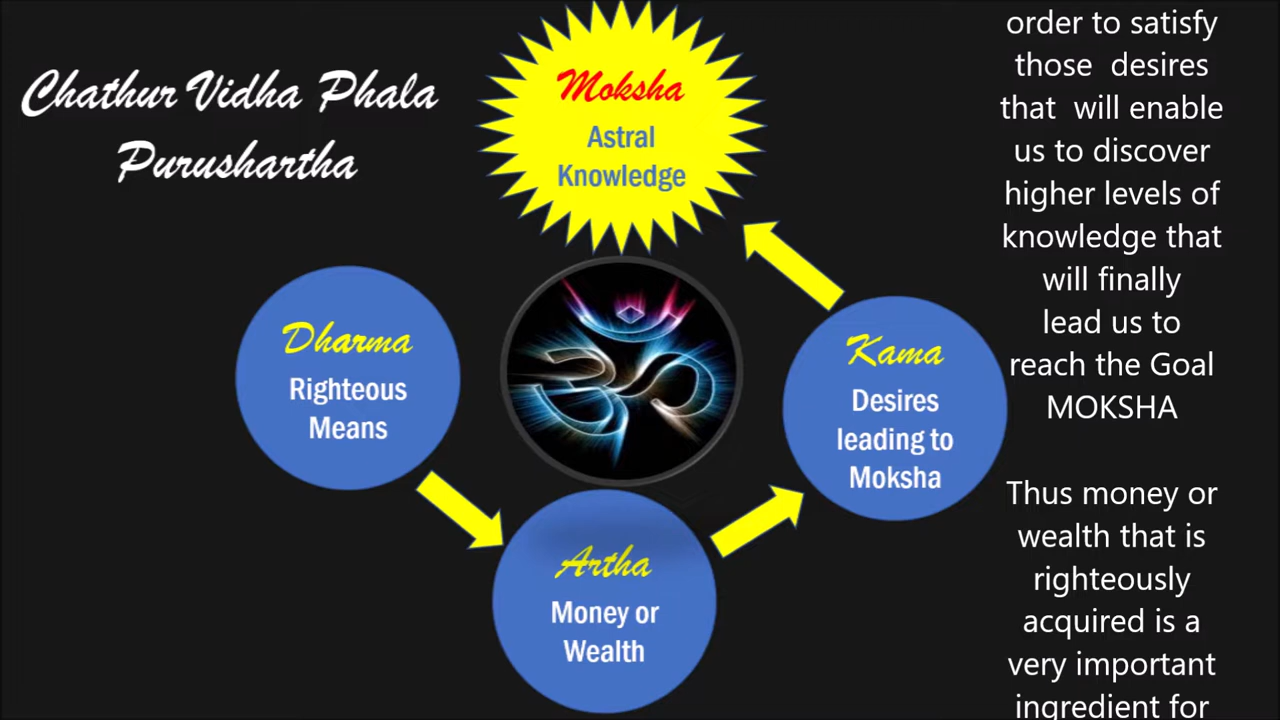 Chathur Vidha Phala
Purushartha
Moksha
Astral
Knowledge
Dharma
Righteous
Means
Artha
Money or
Wealth
Kama
Desires
leading to
Moksha
order to satisfy
those desires
that will enable
us to discover
higher levels of
knowledge that
will finally
lead us to
reach the Goal
MOKSHA
Thus money or
wealth that is
righteously
acquired is a
very important
ingredient for